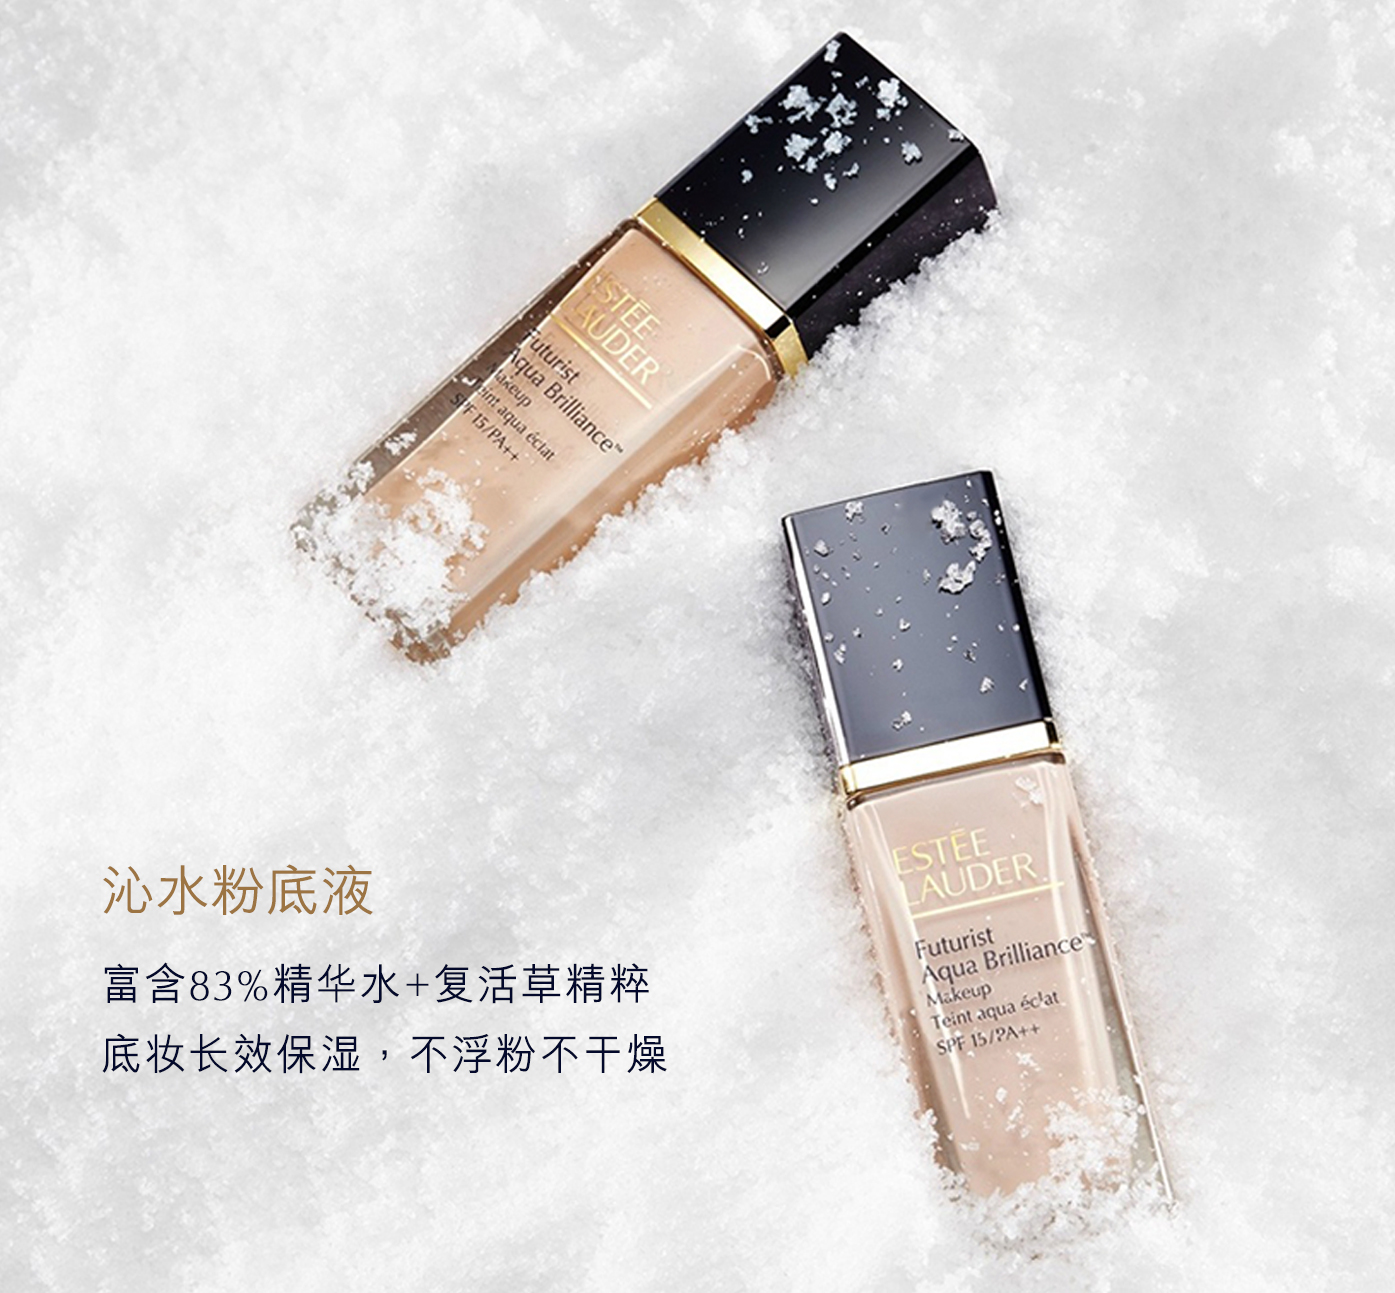 ESTĒE
LAUDER
Futurist
Aqua Brilliance™
Makeup
Teint aqua éclat
SPF 15/PA++
ESTĒE
LAUDER
Futurist
Aqua Brilliance™
Makeup
Teint aqua éclat
SPF 15/PA++
沁水粉底液
富含83%精华水+复活草精粹
底妆长效保湿，不浮粉不干燥